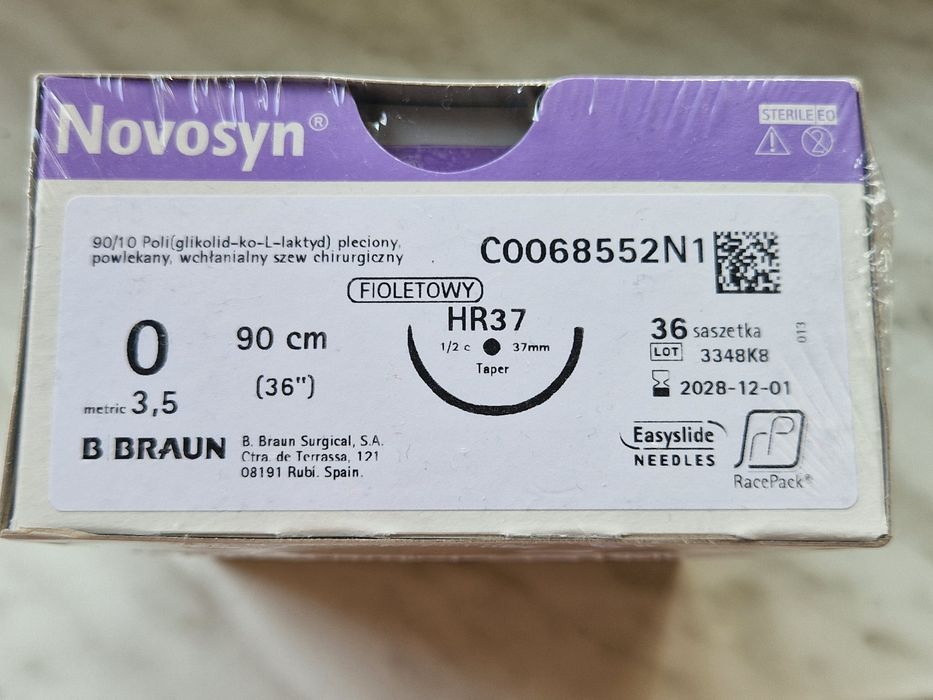 Novosyn®
STERILE EO
2
90/10 Poli(glikolid-ko-L-laktyd) pleciony,
powlekany, wchłanialny szew chirurgiczny
C0068552N1
FIOLETOWY
0
metric 3,5
90 cm
(36")
HR37
1/2 c 37mm
Taper
36 saszetka
LOT 3348K8
2028-12-01
013
B BRAUN
B. Braun Surgical, S.A.
Ctra. de Terrassa, 121
08191 Rubí. Spain.
Easyslide
NEEDLES
RacePack®